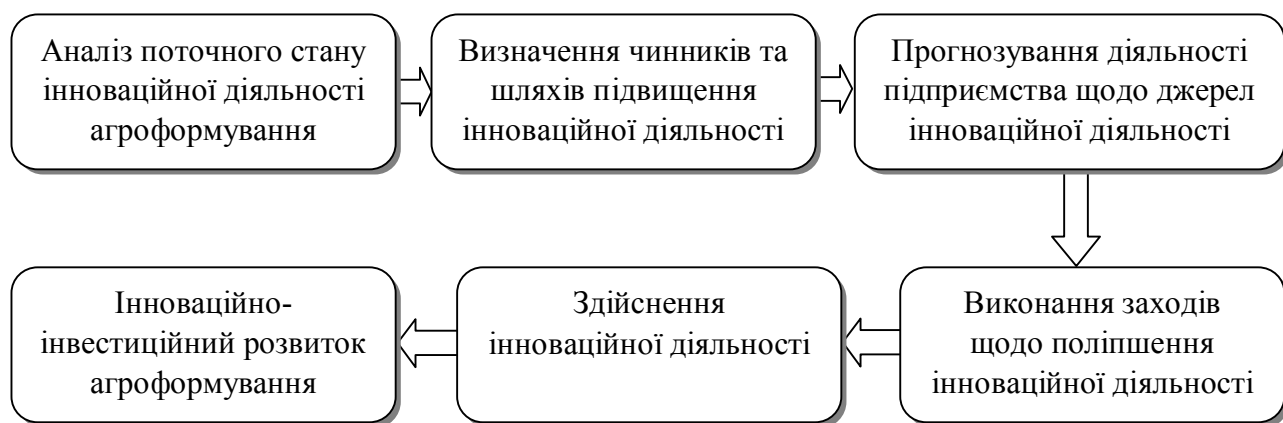 Аналіз поточного стану
інноваційної діяльності
агроформування
Визначення чинників та
шляхів підвищення
інноваційної діяльності
Прогнозування діяльності
підприємства щодо джерел
інноваційної діяльності
Виконання заходів
щодо поліпшення
інноваційної діяльності
Здійснення
інноваційної діяльності
Інноваційно-
інвестиційний розвиток
агроформування